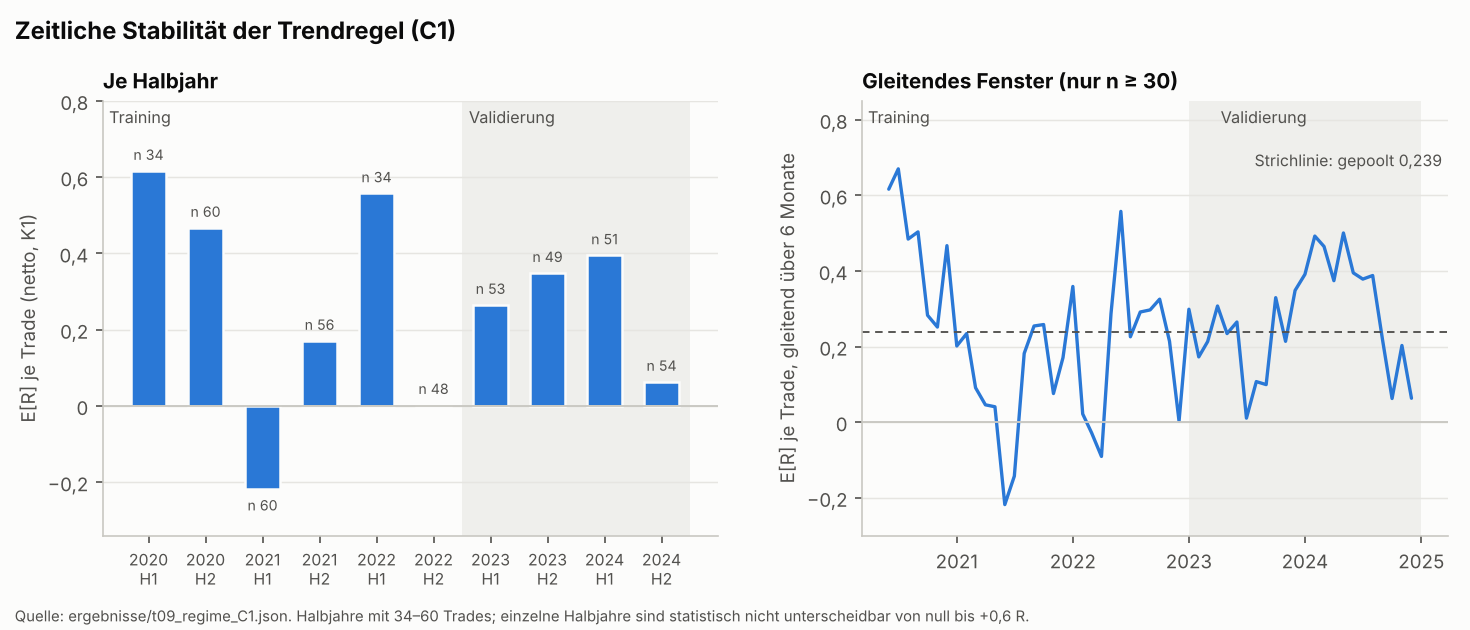 Zeitliche Stabilität der Trendregel (C1)
Je Halbjahr
E[R] je Trade (netto, K1)
0,8
0,6
0,4
0,2
0
−0,2
Training
Validierung
n 34
n 60
n 60
n 56
n 34
n 48
n 53
n 49
n 51
n 54
2020 2020 2021 2021 2022 2022 2023 2023 2024 2024
H1 H2 H1 H2 H1 H2 H1 H2 H1 H2
Gleitendes Fenster (nur n ≥ 30)
E[R] je Trade, gleitend über 6 Monate
0,8
0,6
0,4
0,2
0
−0,2
Training
Validierung
Strichlinie: gepoolt 0,239
2021 2022 2023 2024 2025
Quelle: ergebnisse/t09_regime_C1.json. Halbjahre mit 34–60 Trades; einzelne Halbjahre sind statistisch nicht unterscheidbar von null bis +0,6 R.